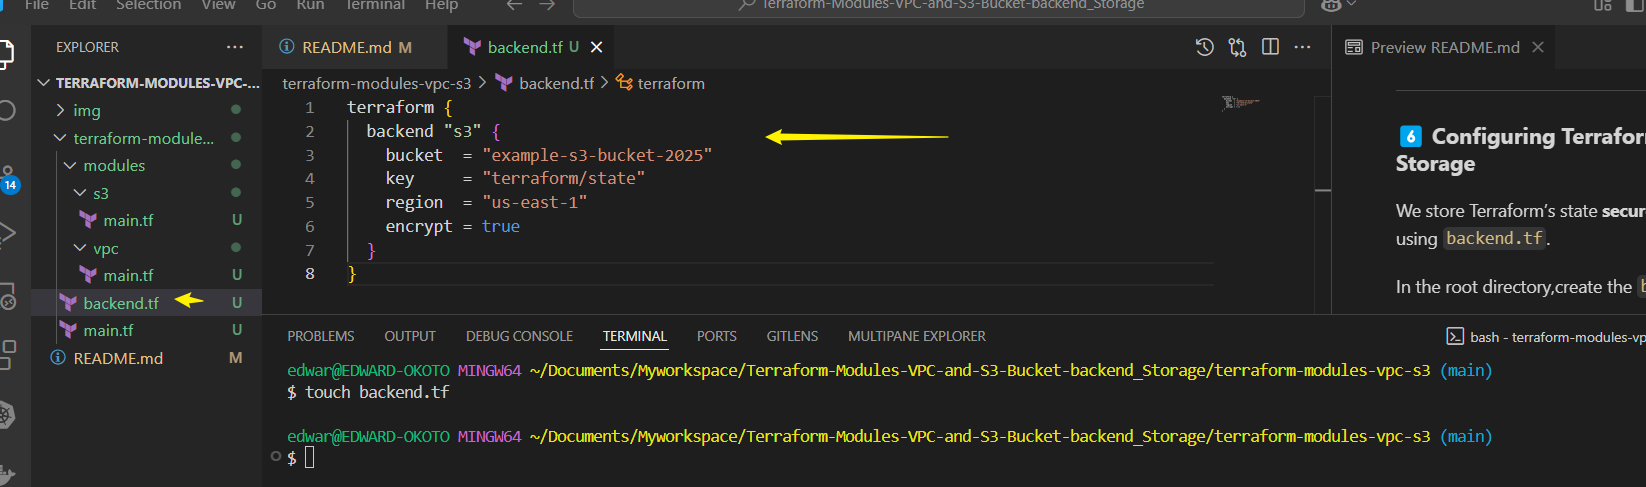 File Edit Selection View Go Run Terminal Help
Terraform-Modules-VPC-and-S3-Bucket-backend_Storage
EXPLORER
TERRAFORM-MODULES-VPC-...
img
terraform-module...
modules
s3
main.tf U
vpc
main.tf U
backend.tf U
main.tf U
README.md M
14
README.md M
backend.tf U
terraform-modules-vpc-s3 > backend.tf > terraform
1 terraform {
2   backend "s3" {
3     bucket  = "example-s3-bucket-2025"
4     key     = "terraform/state"
5     region  = "us-east-1"
6     encrypt = true
7   }
8 }
Preview README.md
6 Configuring Terrafor
Storage
We store Terraform’s state secur
using backend.tf.
In the root directory,create the b
PROBLEMS OUTPUT DEBUG CONSOLE TERMINAL PORTS GITLENS MULTIPANE EXPLORER
bash - terraform-modules-vp
edwar@EDWARD-OKOTO MINGW64 ~/Documents/Myworkspace/Terraform-Modules-VPC-and-S3-Bucket-backend_Storage/terraform-modules-vpc-s3 (main)
$ touch backend.tf
edwar@EDWARD-OKOTO MINGW64 ~/Documents/Myworkspace/Terraform-Modules-VPC-and-S3-Bucket-backend_Storage/terraform-modules-vpc-s3 (main)
$